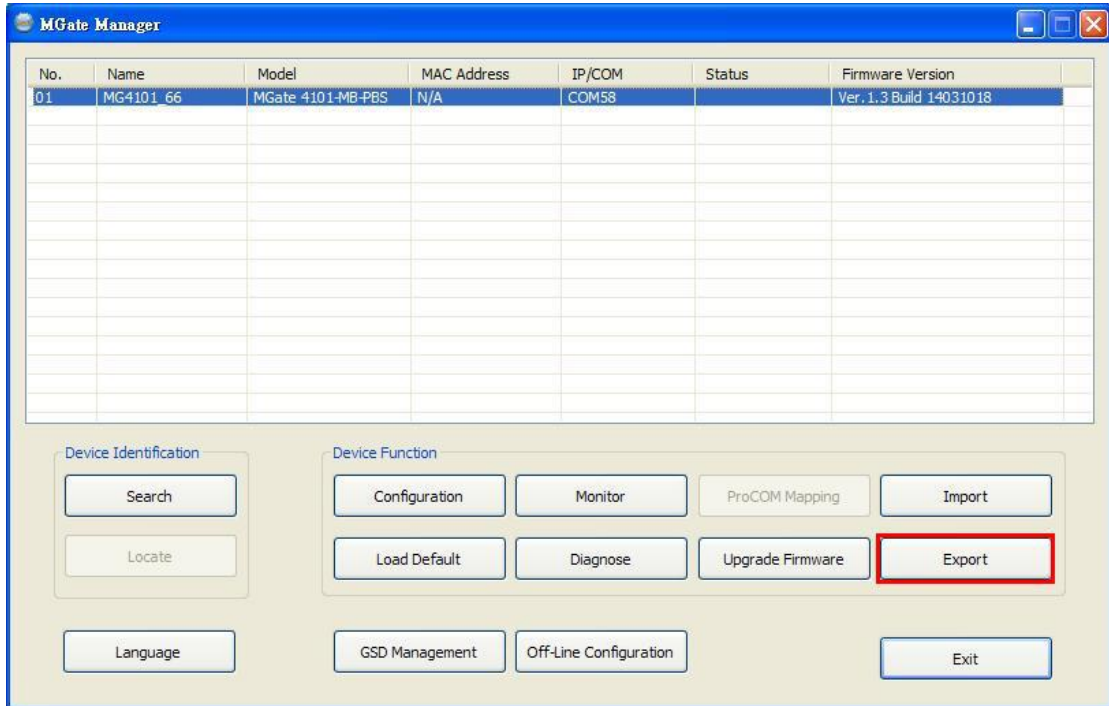 MGate Manager
No. Name Model MAC Address IP/COM Status Firmware Version
01 MG4101_66 MGate 4101-MB-PBS N/A COM58 Ver.1.3 Build 14031018
Device Identification Device Function
Search Configuration Monitor ProCOM Mapping Import
Locate Load Default Diagnose Upgrade Firmware Export
Language GSD Management Off-Line Configuration Exit